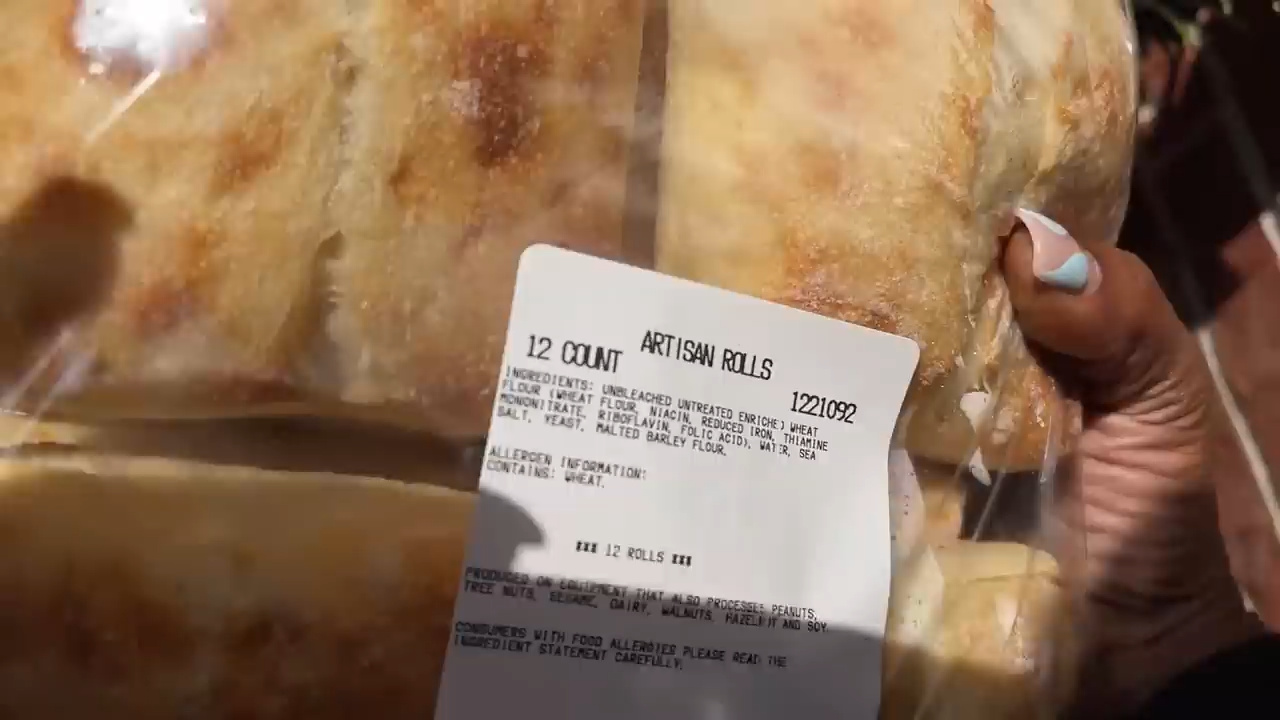 ARTISAN ROLLS
12 COUNT
1221092
INGREDIENTS: UNBLEACHED UNTREATED ENRICHED WHEAT
FLOUR (WHEAT FLOUR, NIACIN, REDUCED IRON, THIAMINE
MONONITRATE, RIBOFLAVIN, FOLIC ACID), WATER, SEA
SALT, YEAST, MALTED BARLEY FLOUR.
ALLERGEN INFORMATION:
CONTAINS: WHEAT.
*** 12 ROLLS ***
PRODUCED ON EQUIPMENT THAT ALSO PROCESSES PEANUTS,
TREE NUTS, SESAME, DAIRY, WALNUTS, HAZELNUT AND SOY.
CONSUMERS WITH FOOD ALLERGIES PLEASE READ THE
INGREDIENT STATEMENT CAREFULLY.